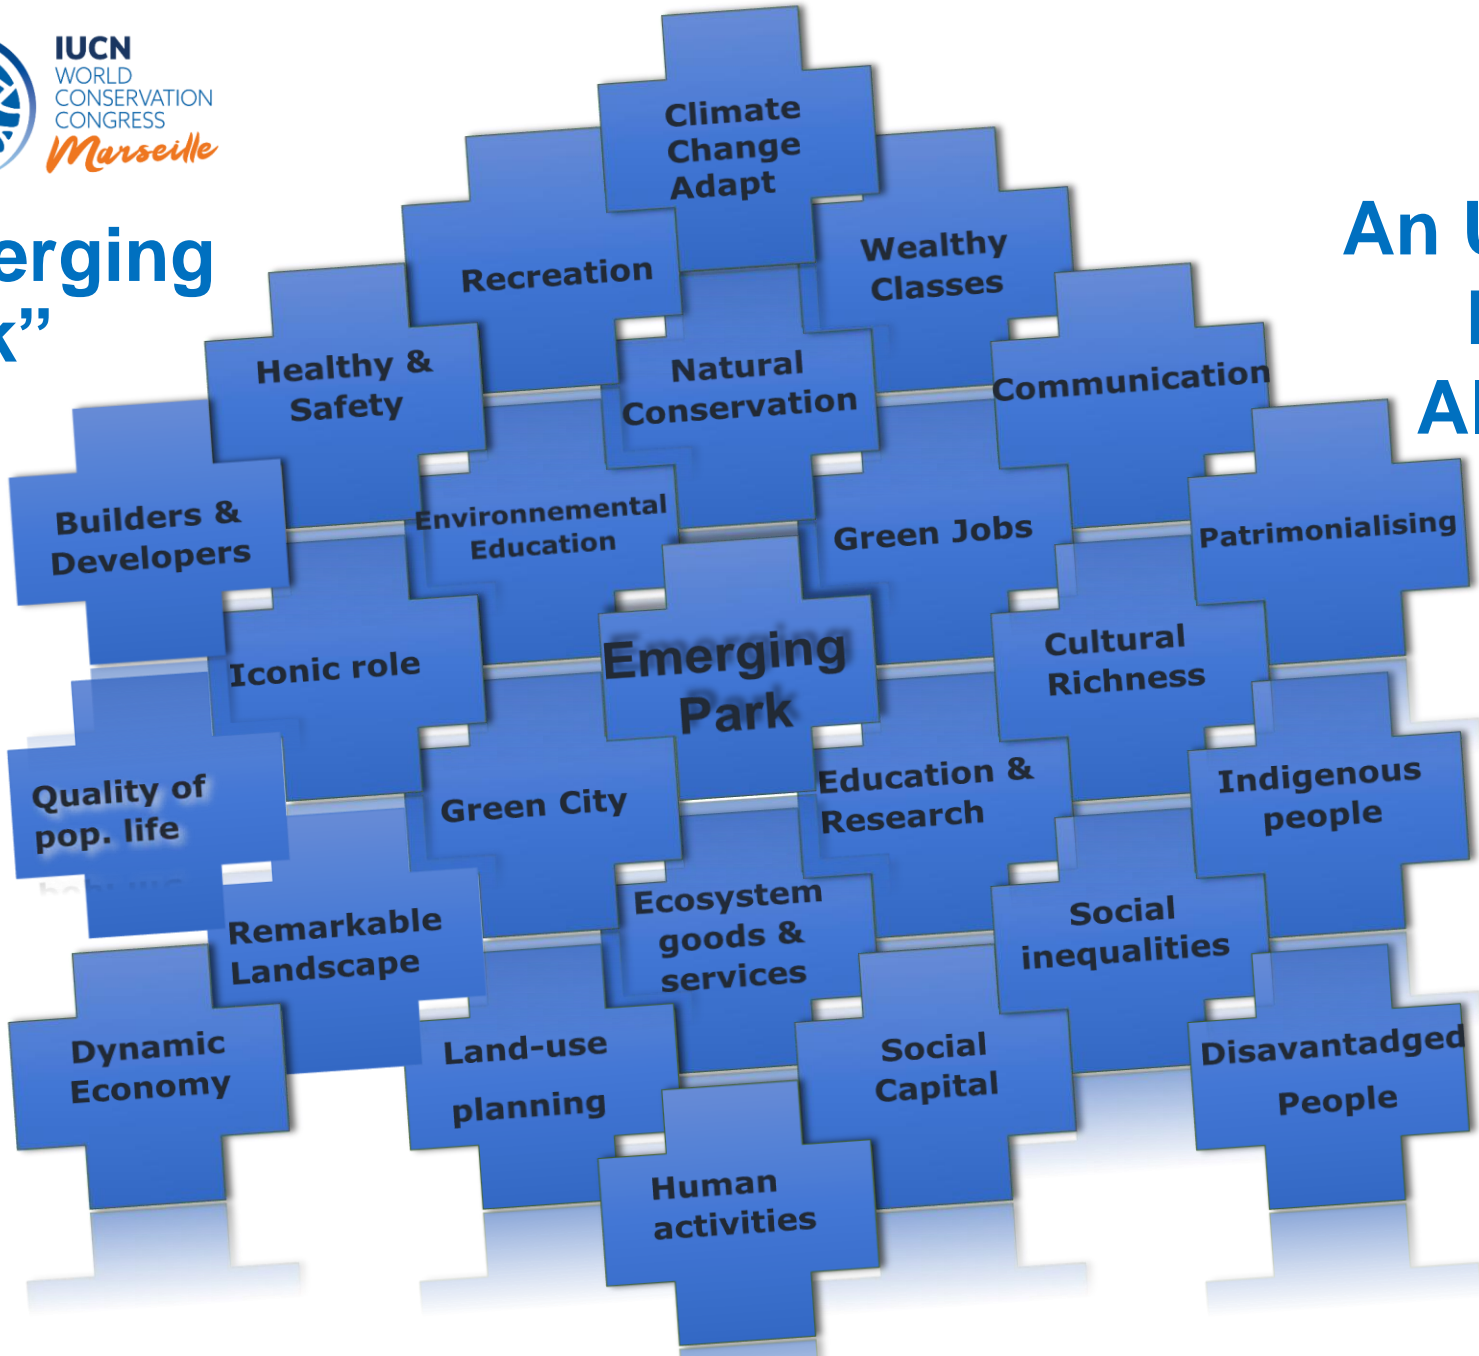 IUCN
WORLD
CONSERVATION
CONGRESS
Marseille
erging
k”
An
Climate
Change
Adapt
Recreation
Wealthy
Classes
Healthy &
Safety
Natural
Conservation
Communication
Builders &
Developers
Environnemental
Education
Green Jobs
Patrimonialising
Iconic role
Emerging
Park
Cultural
Richness
Quality of
pop. life
Green City
Education &
Research
Indigenous
people
Remarkable
Landscape
Ecosystem
goods &
services
Social
inequalities
Dynamic
Economy
Land-use
planning
Social
Capital
Disavantadged
People
Human
activities